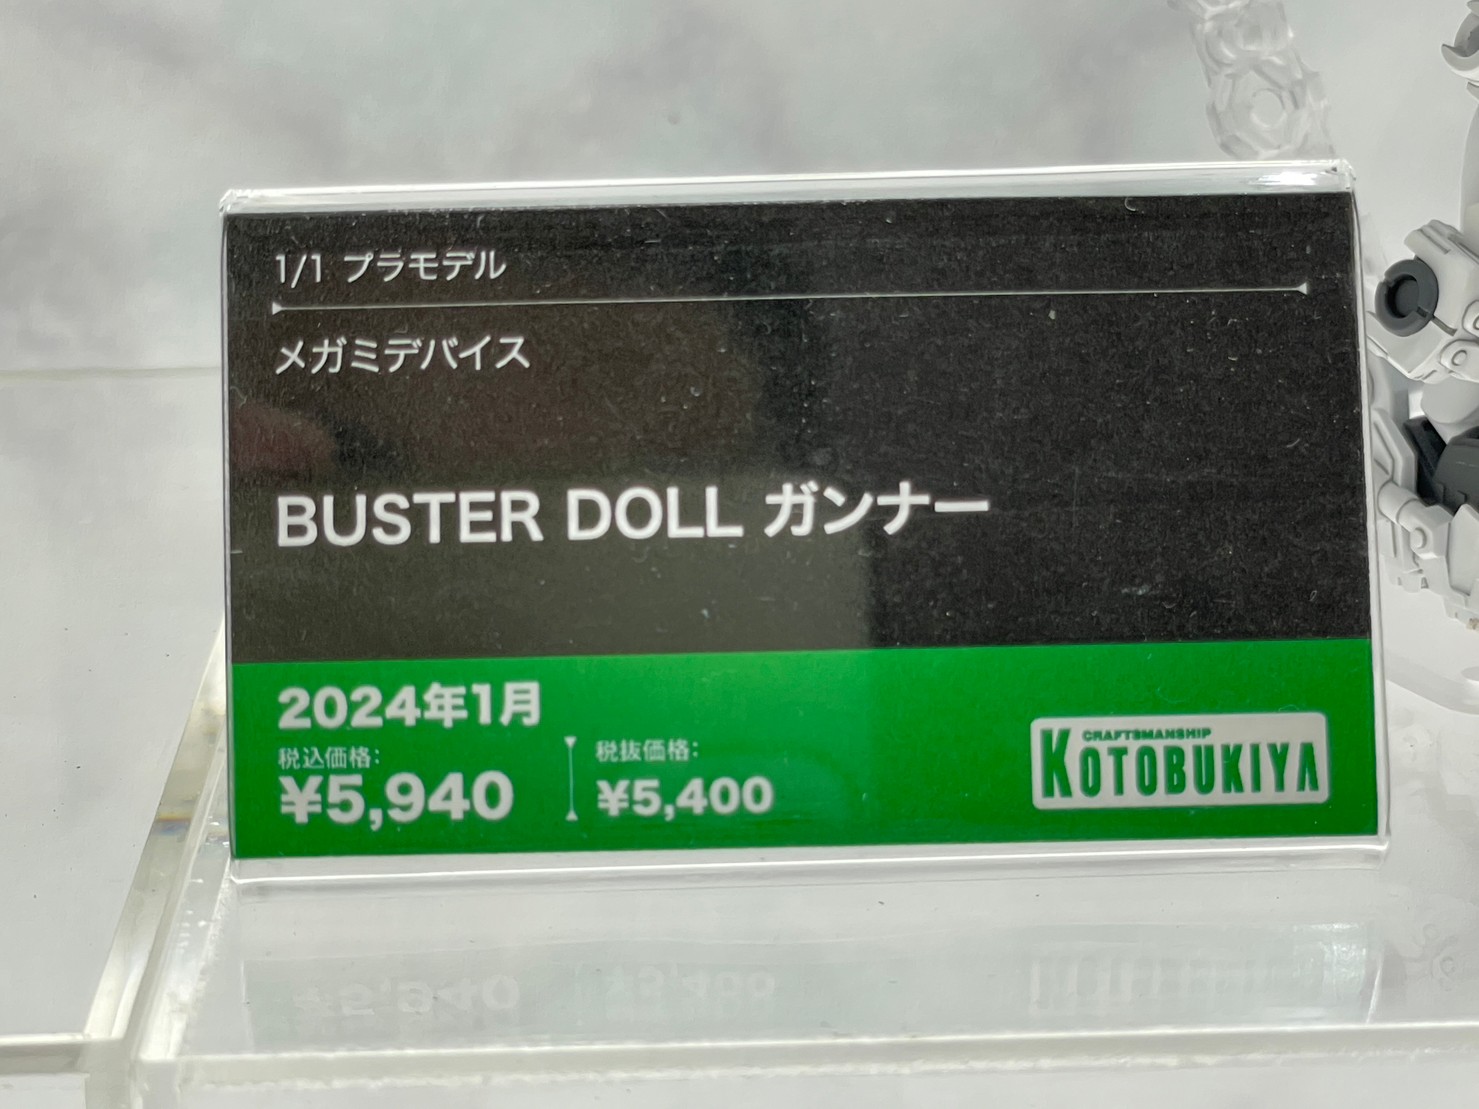 1/1 プラモデル
メガミデバイス
BUSTER DOLL ガンナー
2024年1月
税込価格:
¥5,940
税抜価格:
¥5,400
CRAFTSMANSHIP
KOTOBUKIYA